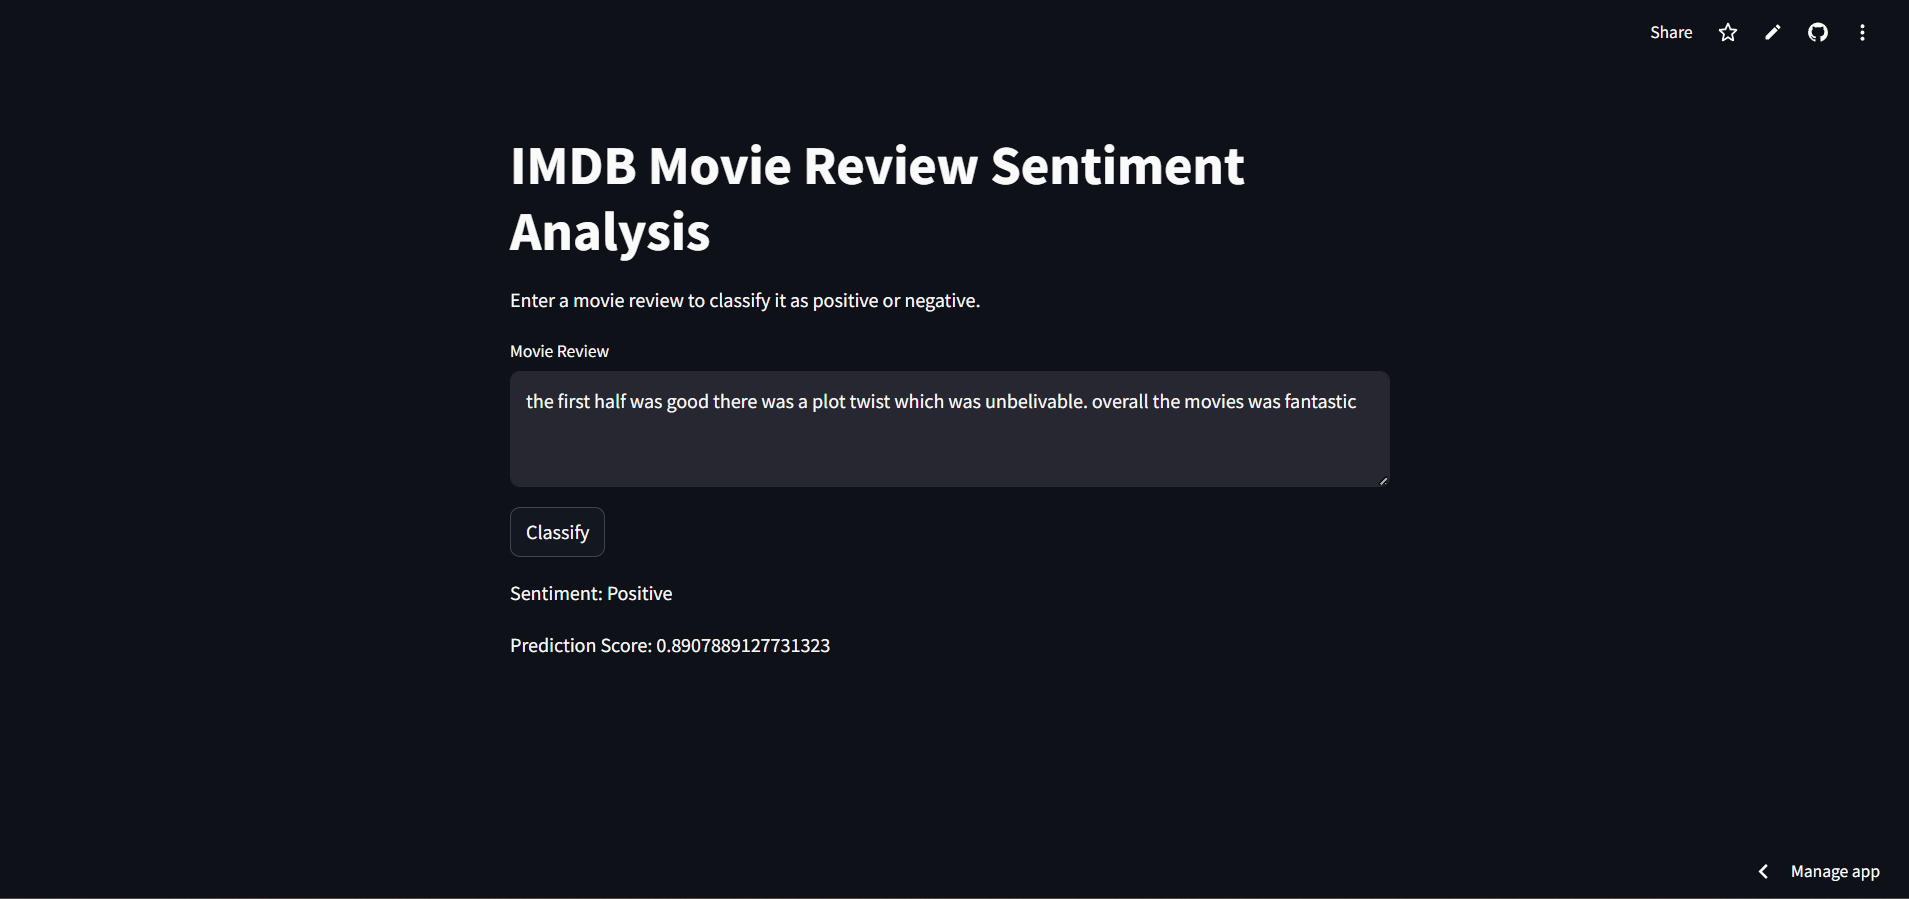 Share
IMDB Movie Review Sentiment
Analysis
Enter a movie review to classify it as positive or negative.
Movie Review
the first half was good there was a plot twist which was unbelivable. overall the movies was fantastic
Classify
Sentiment: Positive
Prediction Score: 0.8907889127731323
Manage app